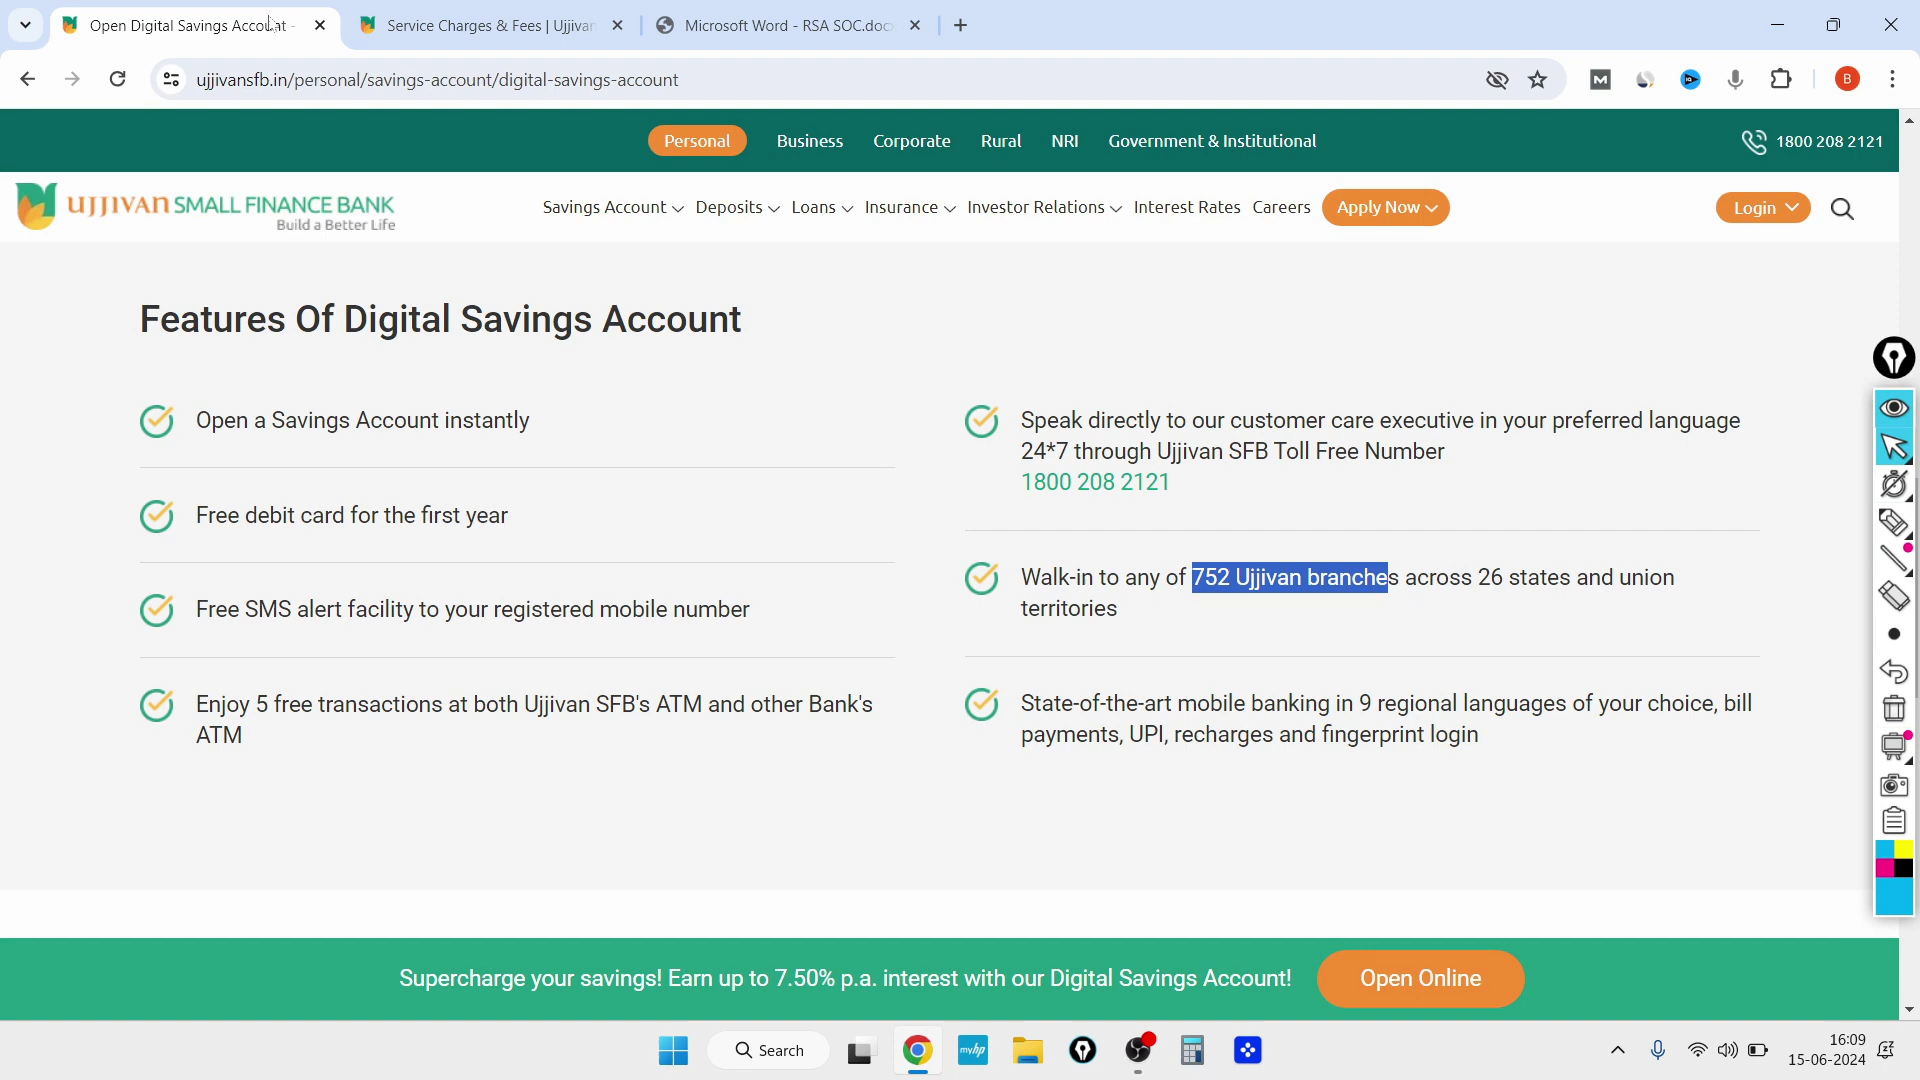 Open Digital Savings Account -
Service Charges & Fees | Ujjivan
Microsoft Word - RSA SOC.doc
ujjivansfb.in/personal/savings-account/digital-savings-account
M
B
Personal
Business
Corporate
Rural
NRI
Government & Institutional
1800 208 2121
UJJIVAN SMALL FINANCE BANK
Build a Better Life
Savings Account
Deposits
Loans
Insurance
Investor Relations
Interest Rates
Careers
Apply Now
Login
Features Of Digital Savings Account
Open a Savings Account instantly
Free debit card for the first year
Free SMS alert facility to your registered mobile number
Enjoy 5 free transactions at both Ujjivan SFB's ATM and other Bank's
ATM
Speak directly to our customer care executive in your preferred language
24*7 through Ujjivan SFB Toll Free Number
1800 208 2121
Walk-in to any of 752 Ujjivan branches across 26 states and union
territories
State-of-the-art mobile banking in 9 regional languages of your choice, bill
payments, UPI, recharges and fingerprint login
Supercharge your savings! Earn up to 7.50% p.a. interest with our Digital Savings Account!
Open Online
Search
myhp
16:09
15-06-2024